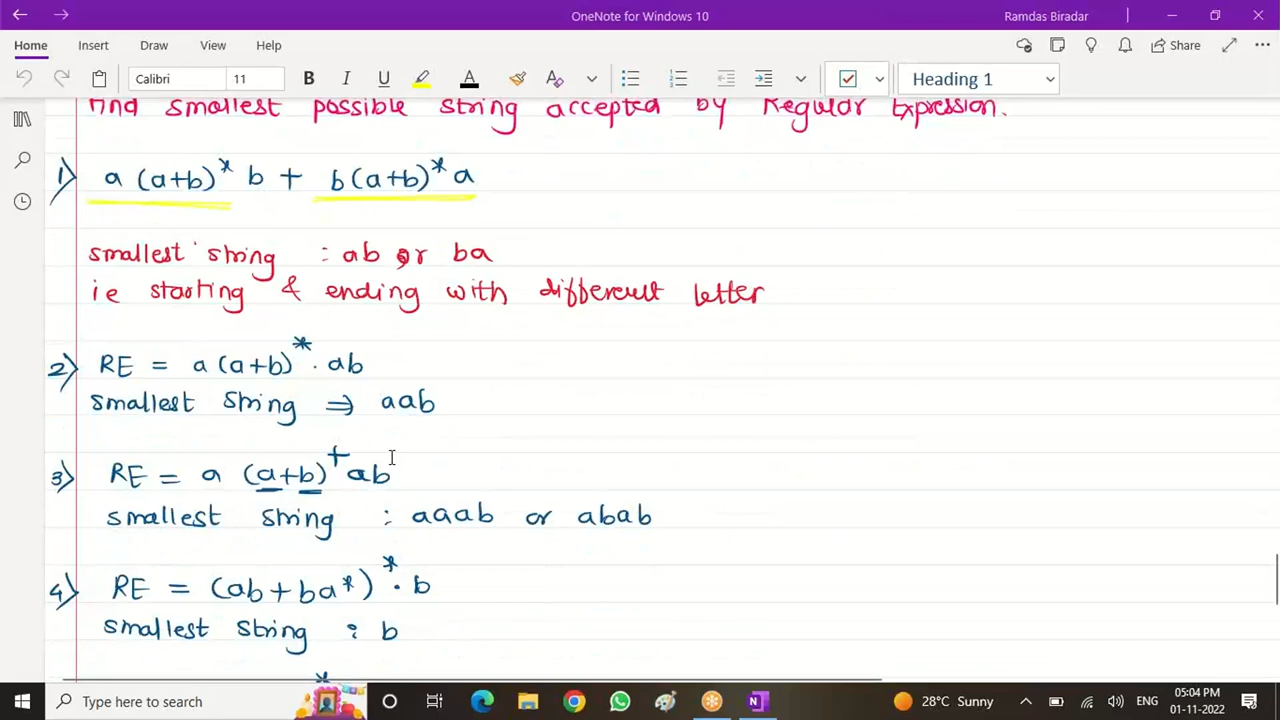 OneNote for Windows 10
Ramdas Biradar
Home Insert Draw View Help
Share
Calibri 11 B I U A Heading 1
Find smallest possible string accepted by Regular Expression.
1) a (a+b)* b + b(a+b)* a
smallest string : ab or ba
ie starting & ending with different letter
2) RE = a (a+b)* . ab
smallest string ⇒ aab
3) RE = a (a+b)+ ab
smallest string : aaab or abab
4) RE = (ab + ba*)* . b
smallest string : b
*
Type here to search
28°C Sunny
ENG
05:04 PM
01-11-2022